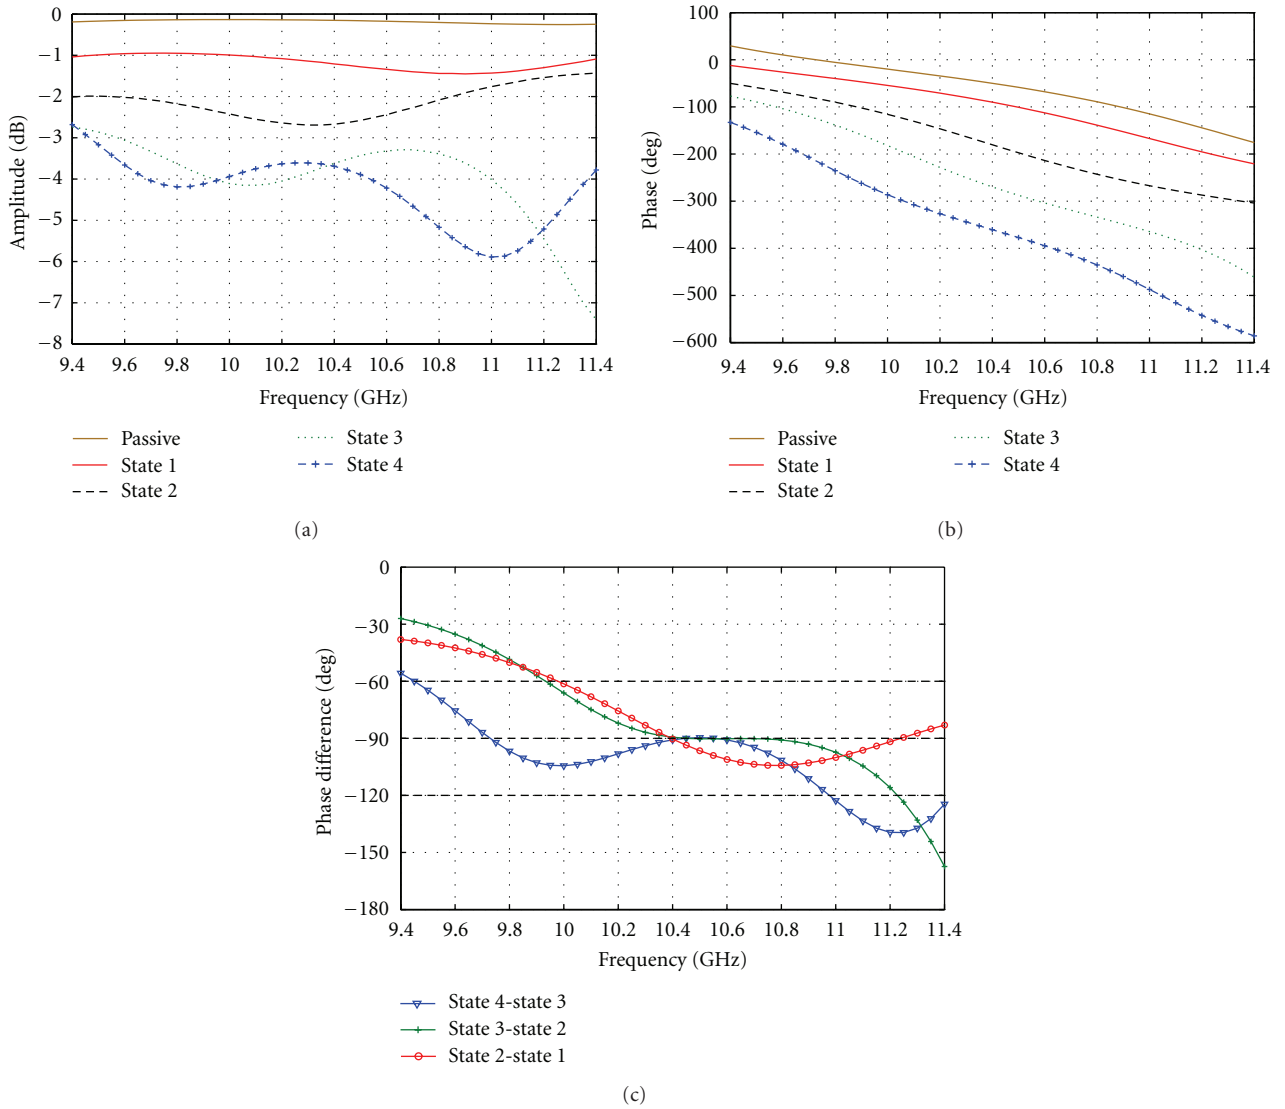 0
−1
−2
−3
−4
−5
−6
−7
−8
Amplitude (dB)
9.4 9.6 9.8 10 10.2 10.4 10.6 10.8 11 11.2 11.4
Frequency (GHz)
Passive
State 1
State 2
State 3
State 4
(a)
100
0
−100
−200
−300
−400
−500
−600
Phase (deg)
9.4 9.6 9.8 10 10.2 10.4 10.6 10.8 11 11.2 11.4
Frequency (GHz)
Passive
State 1
State 2
State 3
State 4
(b)
0
−30
−60
−90
−120
−150
−180
Phase difference (deg)
9.4 9.6 9.8 10 10.2 10.4 10.6 10.8 11 11.2 11.4
Frequency (GHz)
State 4-state 3
State 3-state 2
State 2-state 1
(c)